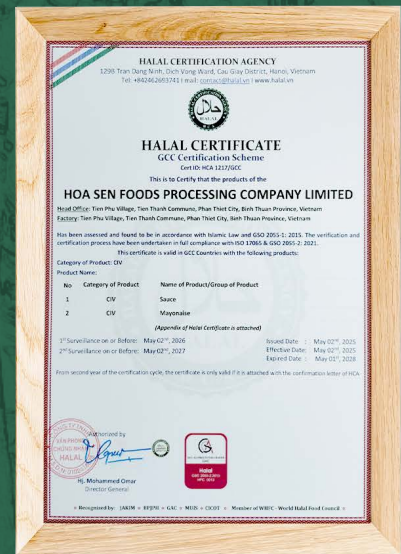 HALAL CERTIFICATION AGENCY
129B Tran Dang Ninh, Dich Vong Ward, Cau Giay District, Hanoi, Vietnam
Tel: +842462693741 | mail: contact@halal.vn | www.halal.vn
HALAL
HALAL CERTIFICATE
GCC Certification Scheme
Cert ID: HCA 1217/GCC
This is to Certify that the products of the
HOA SEN FOODS PROCESSING COMPANY LIMITED
Head Office: Tien Phu Village, Tien Thanh Commune, Phan Thiet City, Binh Thuan Province, Vietnam
Factory: Tien Phu Village, Tien Thanh Commune, Phan Thiet City, Binh Thuan Province, Vietnam
Has been assessed and found to be in accordance with Islamic Law and GSO 2055-1: 2015. The verification and
certification process have been undertaken in full compliance with ISO 17065 & GSO 2055-2: 2021.
This certificate is valid in GCC Countries with the following products:
Category of Product: CIV
Product Name:
No Category of Product Name of Product/Group of Product
1 CIV Sauce
2 CIV Mayonaise
(Appendix of Halal Certificate is attached)
1st Surveillance on or Before: May 02nd, 2026 Issued Date : May 02nd, 2025
2nd Surveillance on or Before: May 02nd, 2027 Effective Date: May 02nd, 2025
Expired Date : May 01st, 2028
From second year of the certification cycle, the certificate is only valid if it is attached with the confirmation letter of HCA
Authorized by
VĂN PHÒNG
CHỨNG NHẬN
HALAL
Halal
Hj. Mohammed Omar
Director General
Recognized by: JAKIM BPJPH GAC MUIS CICOT Member of WHFC - World Halal Food Council